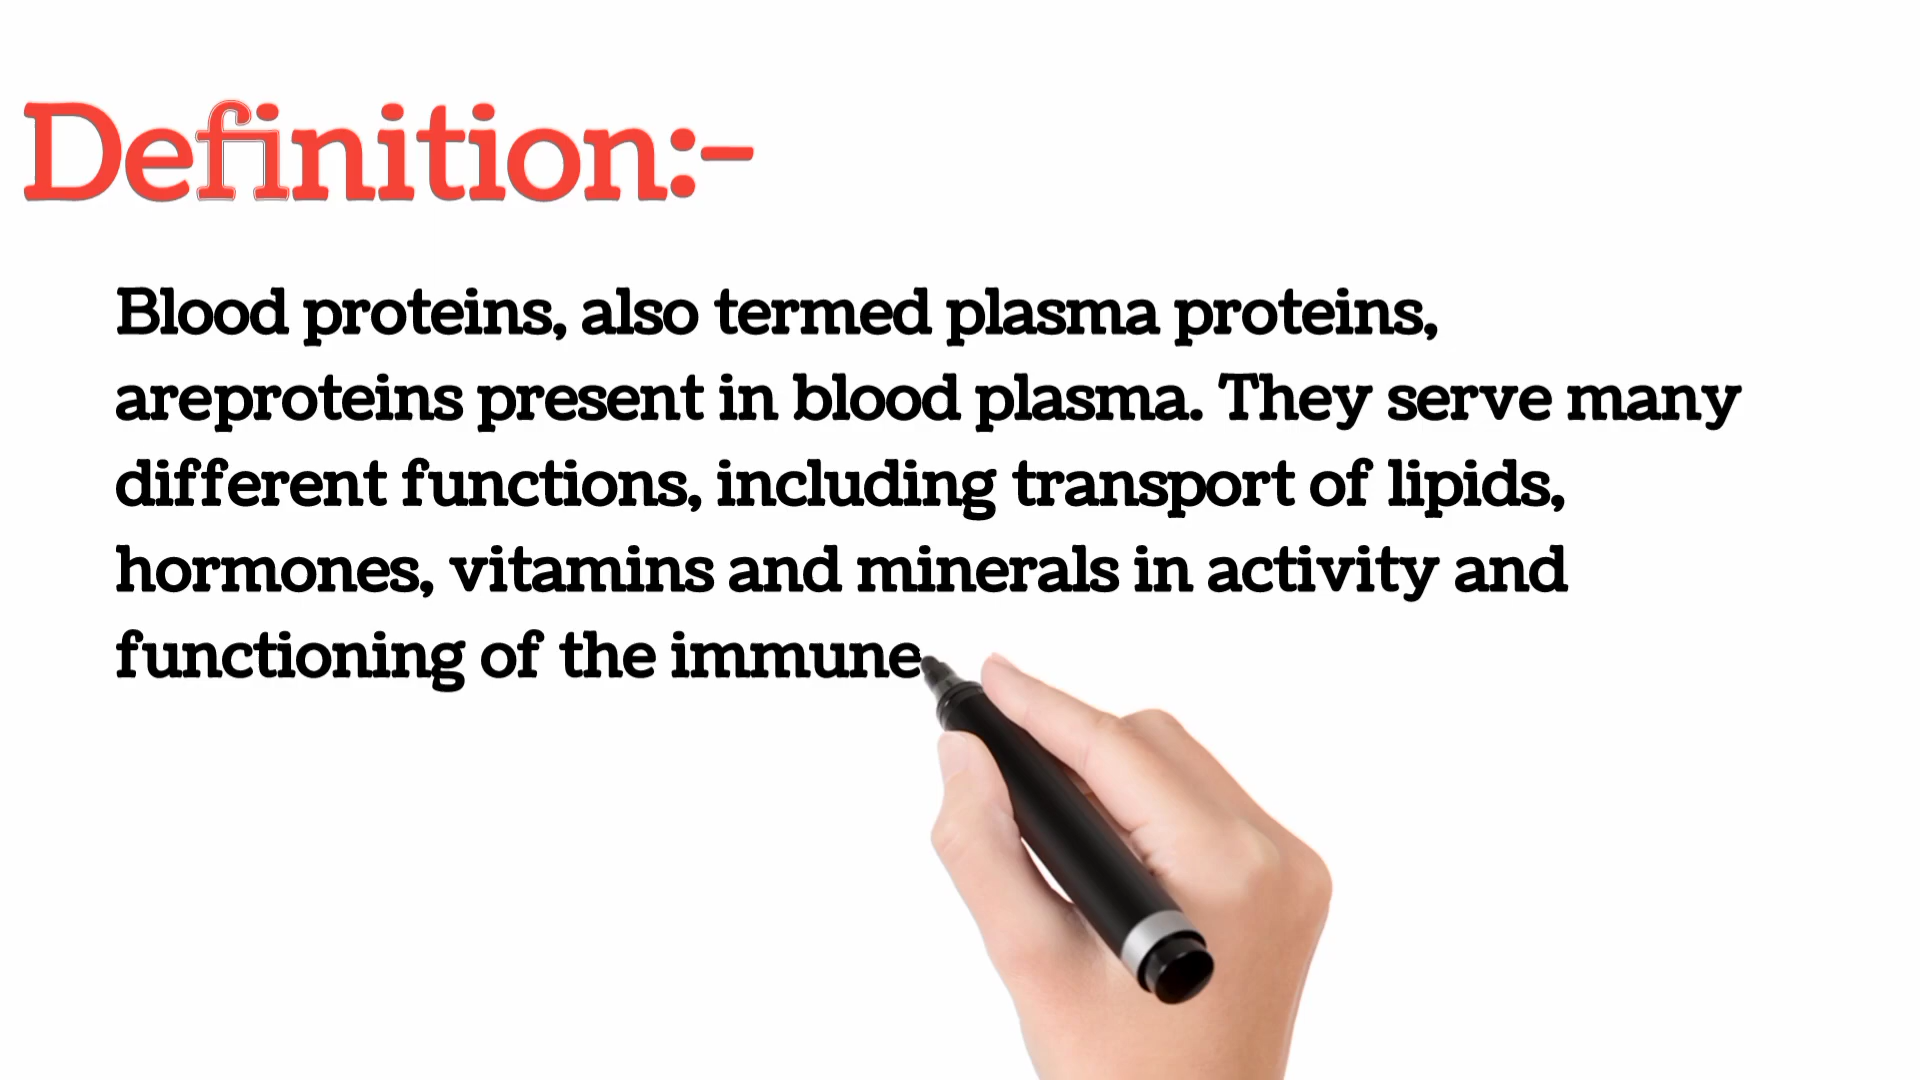 Definition:-
Blood proteins, also termed plasma proteins,
areproteins present in blood plasma. They serve many
different functions, including transport of lipids,
hormones, vitamins and minerals in activity and
functioning of the immune